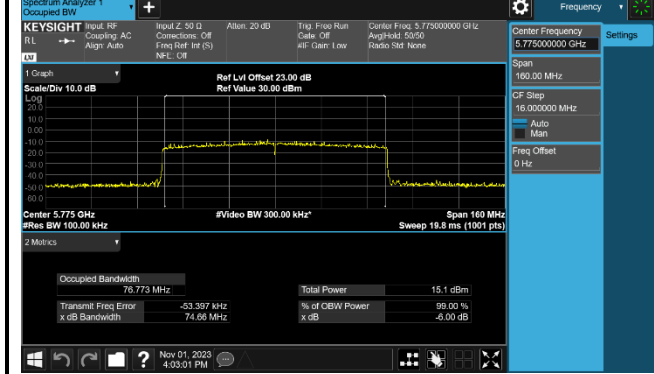 Spectrum Analyzer 1
Occupied BW
+
Frequency
KEYSIGHT
RL
LXI
Input: RF
Coupling: AC
Align: Auto
Input Z: 50 Ω
Corrections: Off
Freq Ref: Int (S)
NFE: Off
Atten: 20 dB
Trig: Free Run
Gate: Off
#IF Gain: Low
Center Freq: 5.775000000 GHz
Avg|Hold: 50/50
Radio Std: None
Center Frequency
5.775000000 GHz
Settings
Span
160.00 MHz
CF Step
16.000000 MHz
Auto
Man
Freq Offset
0 Hz
1 Graph
Scale/Div 10.0 dB
Ref Lvl Offset 23.00 dB
Ref Value 30.00 dBm
Log
20.0
10.0
0.00
-10.0
-20.0
-30.0
-40.0
-50.0
-60.0
Center 5.775 GHz
#Video BW 300.00 kHz*
Span 160 MHz
#Res BW 100.00 kHz
Sweep 19.8 ms (1001 pts)
2 Metrics
Occupied Bandwidth
76.773 MHz
Total Power 15.1 dBm
Transmit Freq Error -53.397 kHz
% of OBW Power 99.00 %
x dB Bandwidth 74.66 MHz
x dB -6.00 dB
?
Nov 01, 2023
4:03:01 PM